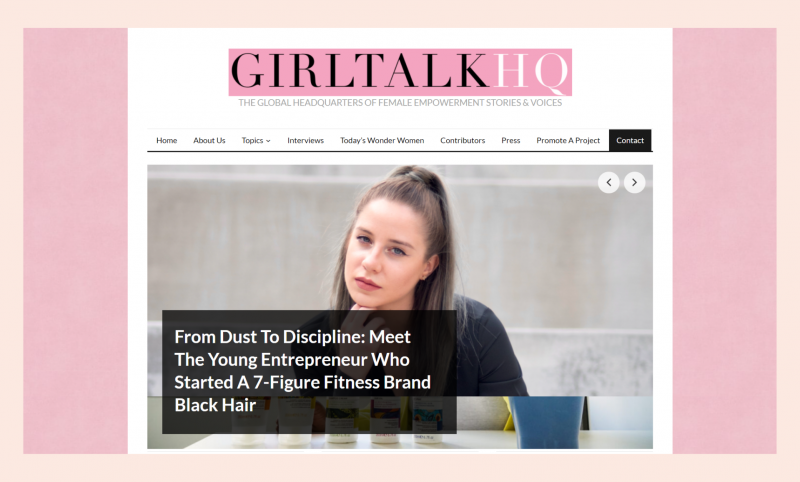 GIRLTALKHQ
THE GLOBAL HEADQUARTERS OF FEMALE EMPOWERMENT STORIES & VOICES
Home About Us Topics Interviews Today's Wonder Women Contributors Press Promote A Project Contact
From Dust To Discipline: Meet
The Young Entrepreneur Who
Started A 7-Figure Fitness Brand
Black Hair